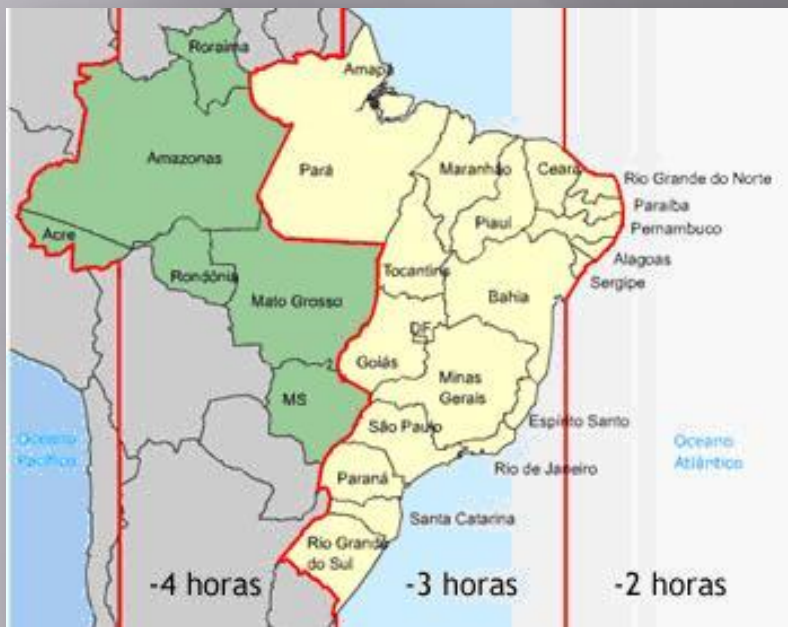 Roraima
Amapá
Amazonas
Pará
Maranhão
Ceará
Rio Grande do Norte
Paraíba
Piauí
Pernambuco
Acre
Rondônia
Tocantins
Alagoas
Sergipe
Mato Grosso
Bahia
DF
Goiás
Minas
Gerais
MS
São Paulo
Espírito Santo
Oceano
Pacífico
Oceano
Atlântico
Rio de Janeiro
Paraná
Santa Catarina
Rio Grande
do Sul
-4 horas
-3 horas
-2 horas